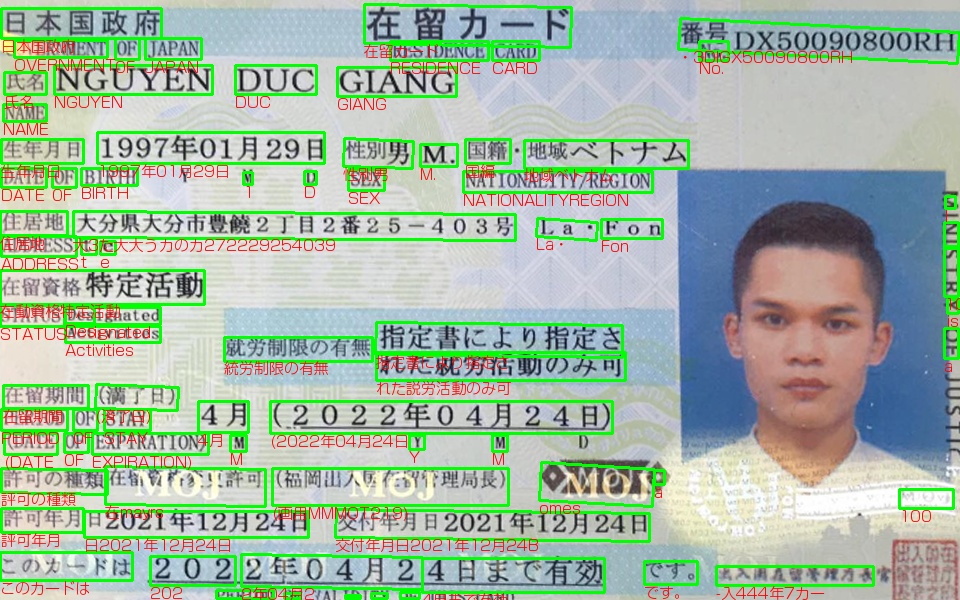 日本国政府 在留カード 番号 DX50090800RH
GOVERNMENT OF JAPAN RESIDENCE CARD No.
氏名 NGUYEN DUC GIANG
NAME
生年月日 1997年01月29日 性別 男 M. 国籍・地域 ベトナム
DATE OF BIRTH Y M D SEX NATIONALITY/REGION
住居地 大分県大分市豊饒2丁目2番25-403号 La・Fon
ADDRESS
在留資格 特定活動
STATUS Designated
Activities
就労制限の有無 指定書により指定さ
れた就労活動のみ可
在留期間 (満了日) 4月 (2022年04月24日)
PERIOD OF STAY
(DATE OF EXPIRATION) M Y M D
許可の種類 在留資格変更許可 (福岡出入国在留管理局長)
MOJ MOJ MOJ
許可年月日 2021年12月24日 交付年月日 2021年12月24日
このカードは 2022年04月24日まで有効 です。
出入国在留管理庁長官
MINISTRY OF JUSTICE